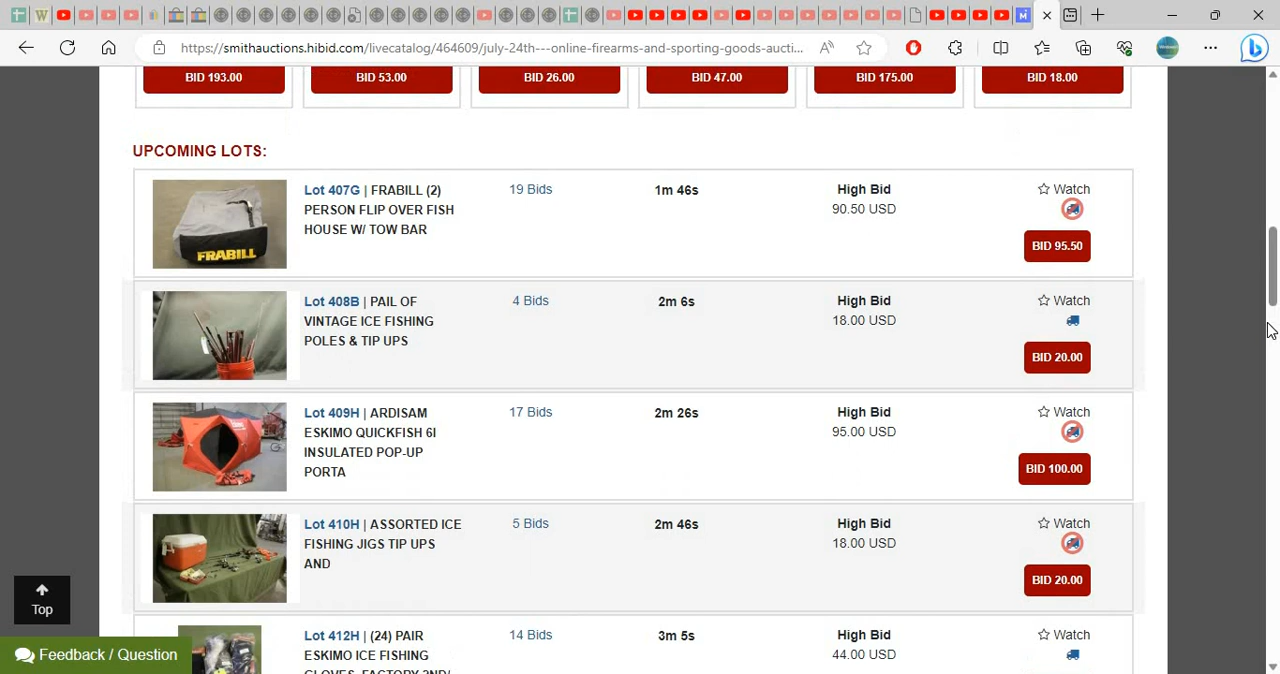 https://smithauctions.hibid.com/livecatalog/464609/july-24th---online-firearms-and-sporting-goods-aucti...
BID 193.00 BID 53.00 BID 26.00 BID 47.00 BID 175.00 BID 18.00
UPCOMING LOTS:
Lot 407G | FRABILL (2) 19 Bids 1m 46s High Bid Watch
PERSON FLIP OVER FISH 90.50 USD
HOUSE W/ TOW BAR BID 95.50
FRABILL
Lot 408B | PAIL OF 4 Bids 2m 6s High Bid Watch
VINTAGE ICE FISHING 18.00 USD
POLES & TIP UPS BID 20.00
Lot 409H | ARDISAM 17 Bids 2m 26s High Bid Watch
ESKIMO QUICKFISH 6I 95.00 USD
INSULATED POP-UP BID 100.00
PORTA
Lot 410H | ASSORTED ICE 5 Bids 2m 46s High Bid Watch
FISHING JIGS TIP UPS 18.00 USD
AND BID 20.00
Top
Lot 412H | (24) PAIR 14 Bids 3m 5s High Bid Watch
ESKIMO ICE FISHING 44.00 USD
GLOVES, FACTORY 2ND/
Feedback / Question